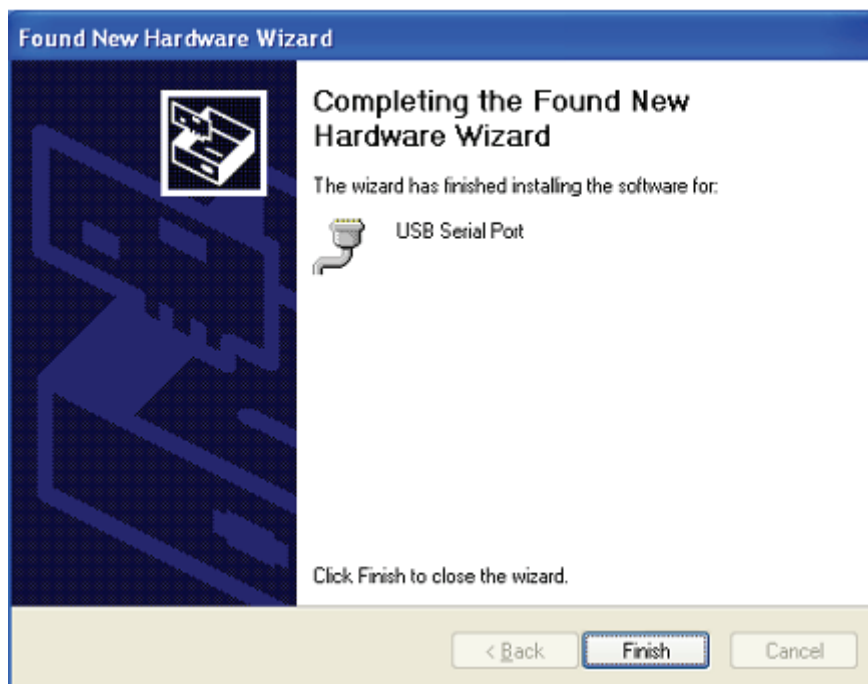 Found New Hardware Wizard
Completing the Found New
Hardware Wizard
The wizard has finished installing the software for:
USB Serial Port
Click Finish to close the wizard.
< Back
Finish
Cancel